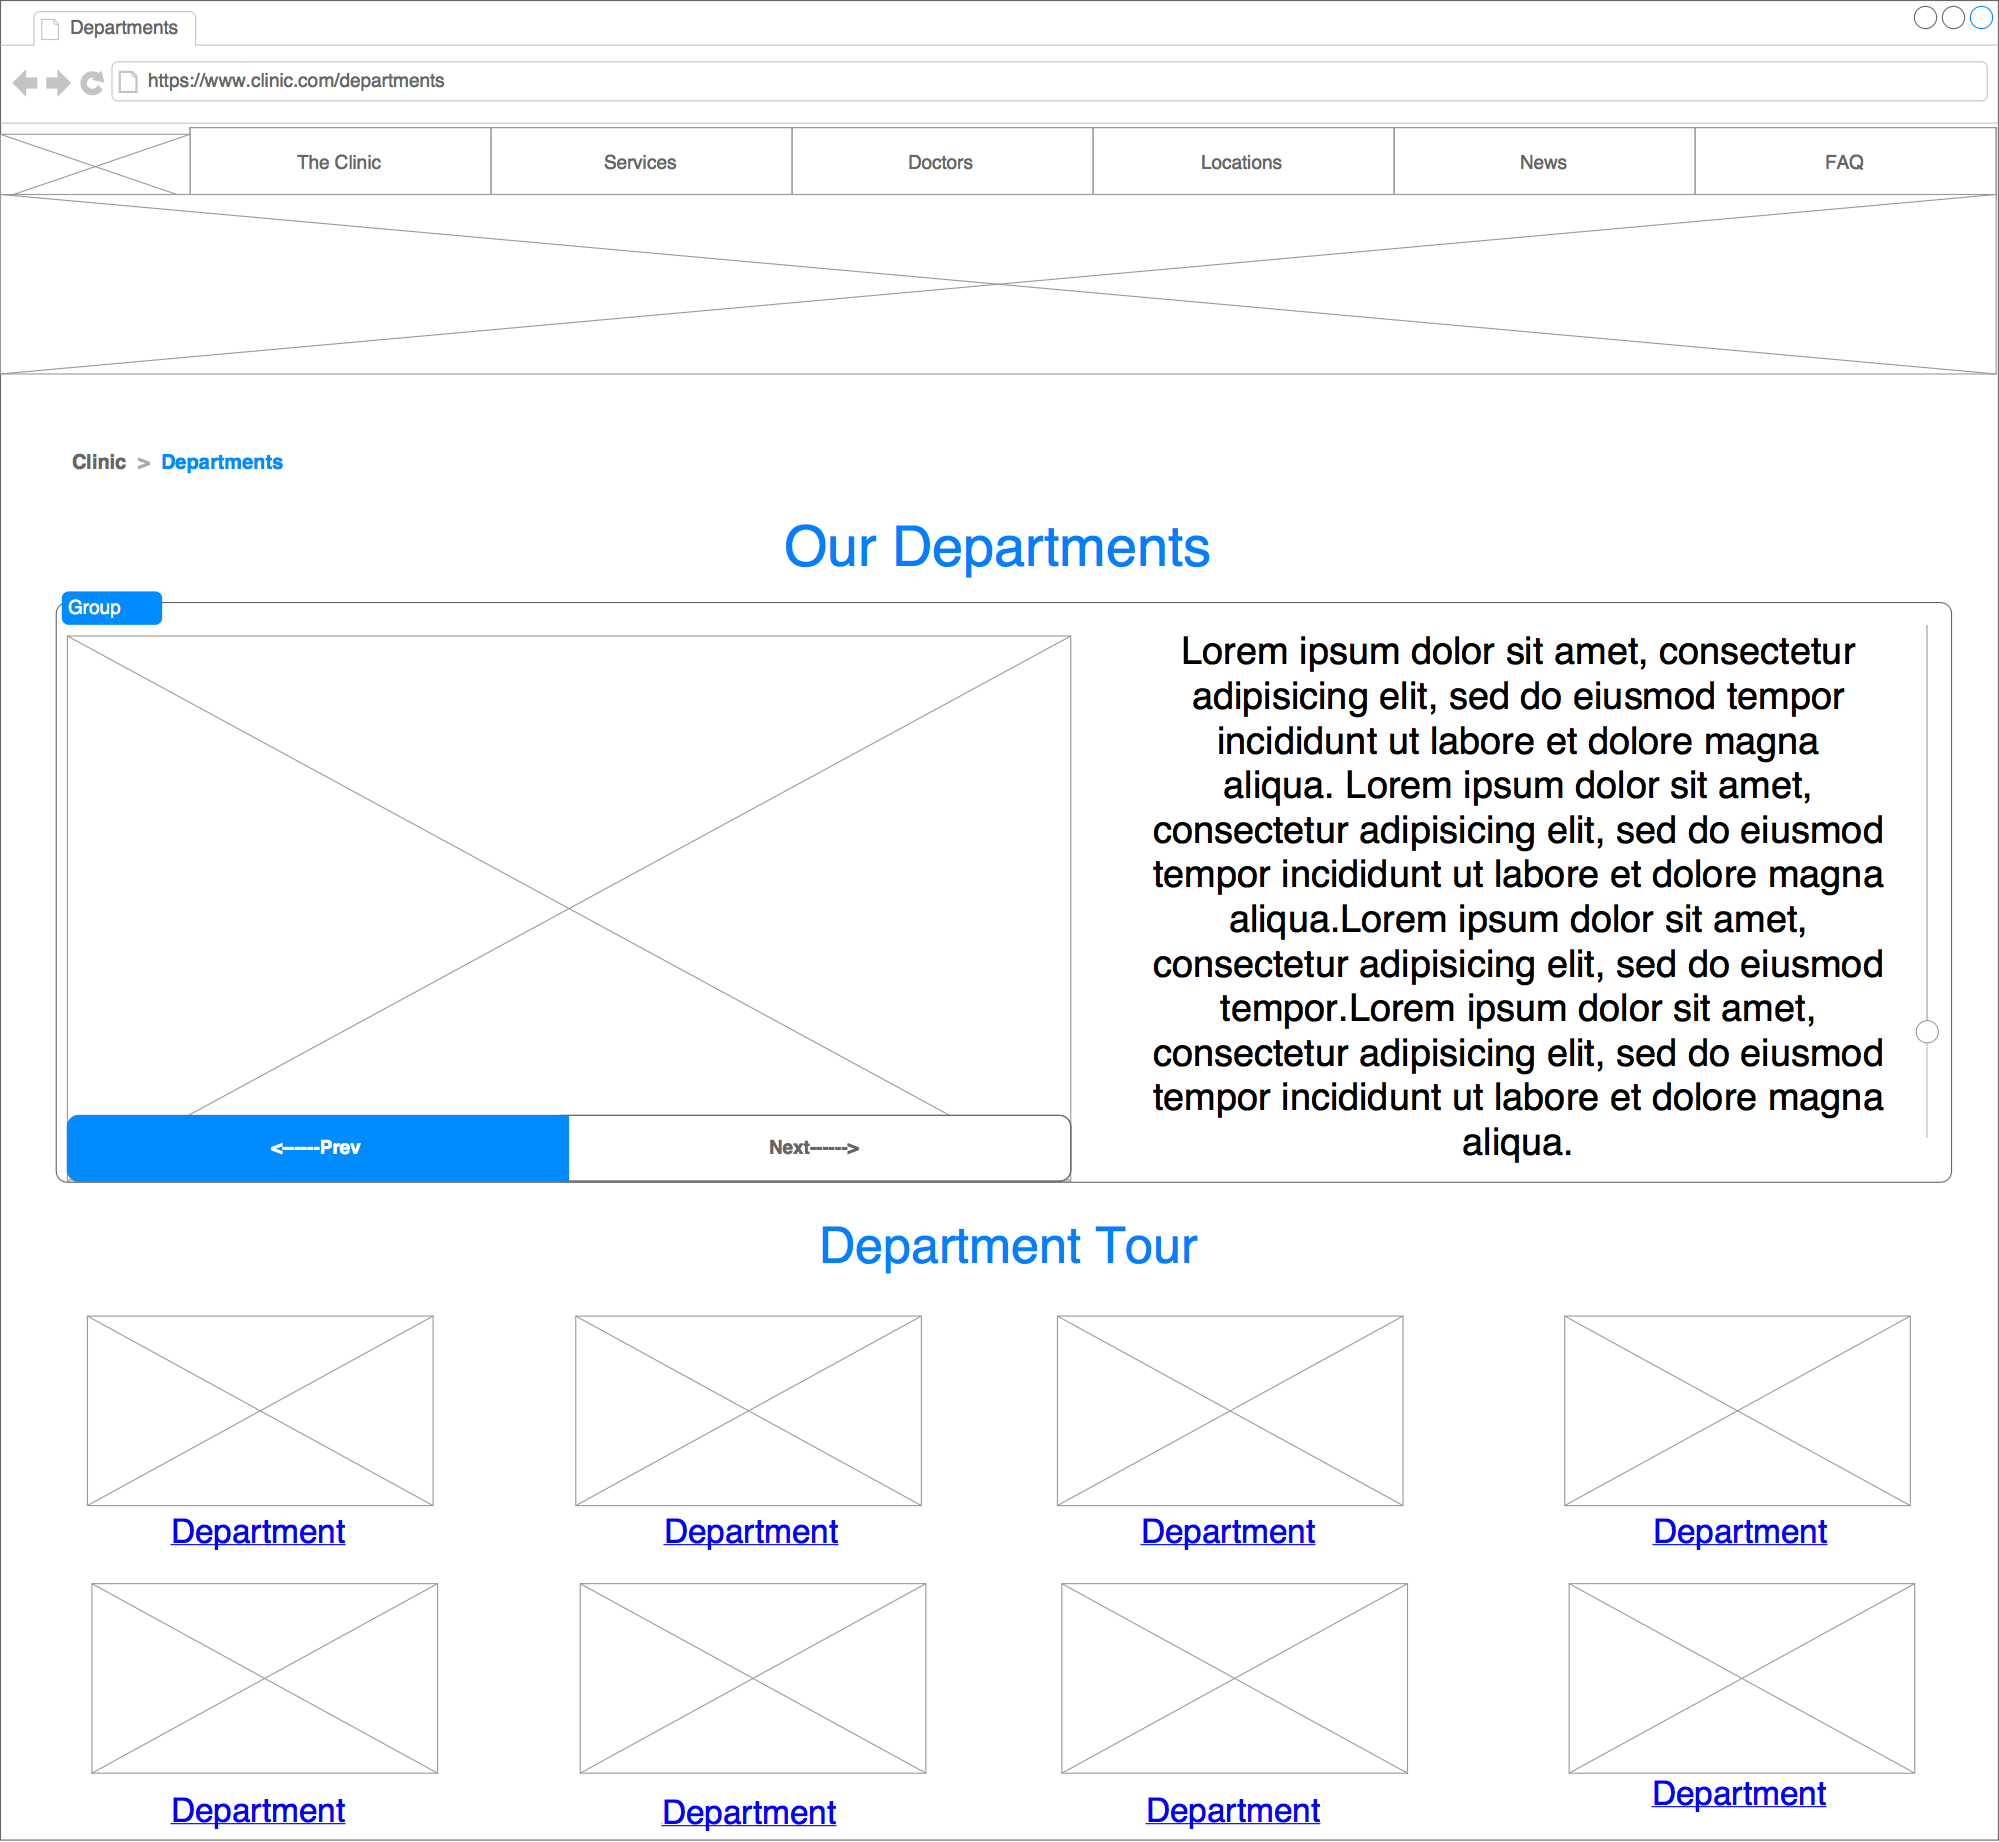 Departments
https://www.clinic.com/departments
The Clinic
Services
Doctors
Locations
News
FAQ
Clinic > Departments
Our Departments
Group
Lorem ipsum dolor sit amet, consectetur
adipisicing elit, sed do eiusmod tempor
incididunt ut labore et dolore magna
aliqua. Lorem ipsum dolor sit amet,
consectetur adipisicing elit, sed do eiusmod
tempor incididunt ut labore et dolore magna
aliqua.Lorem ipsum dolor sit amet,
consectetur adipisicing elit, sed do eiusmod
tempor.Lorem ipsum dolor sit amet,
consectetur adipisicing elit, sed do eiusmod
tempor incididunt ut labore et dolore magna
aliqua.
<------Prev
Next------>
Department Tour
Department
Department
Department
Department
Department
Department
Department
Department